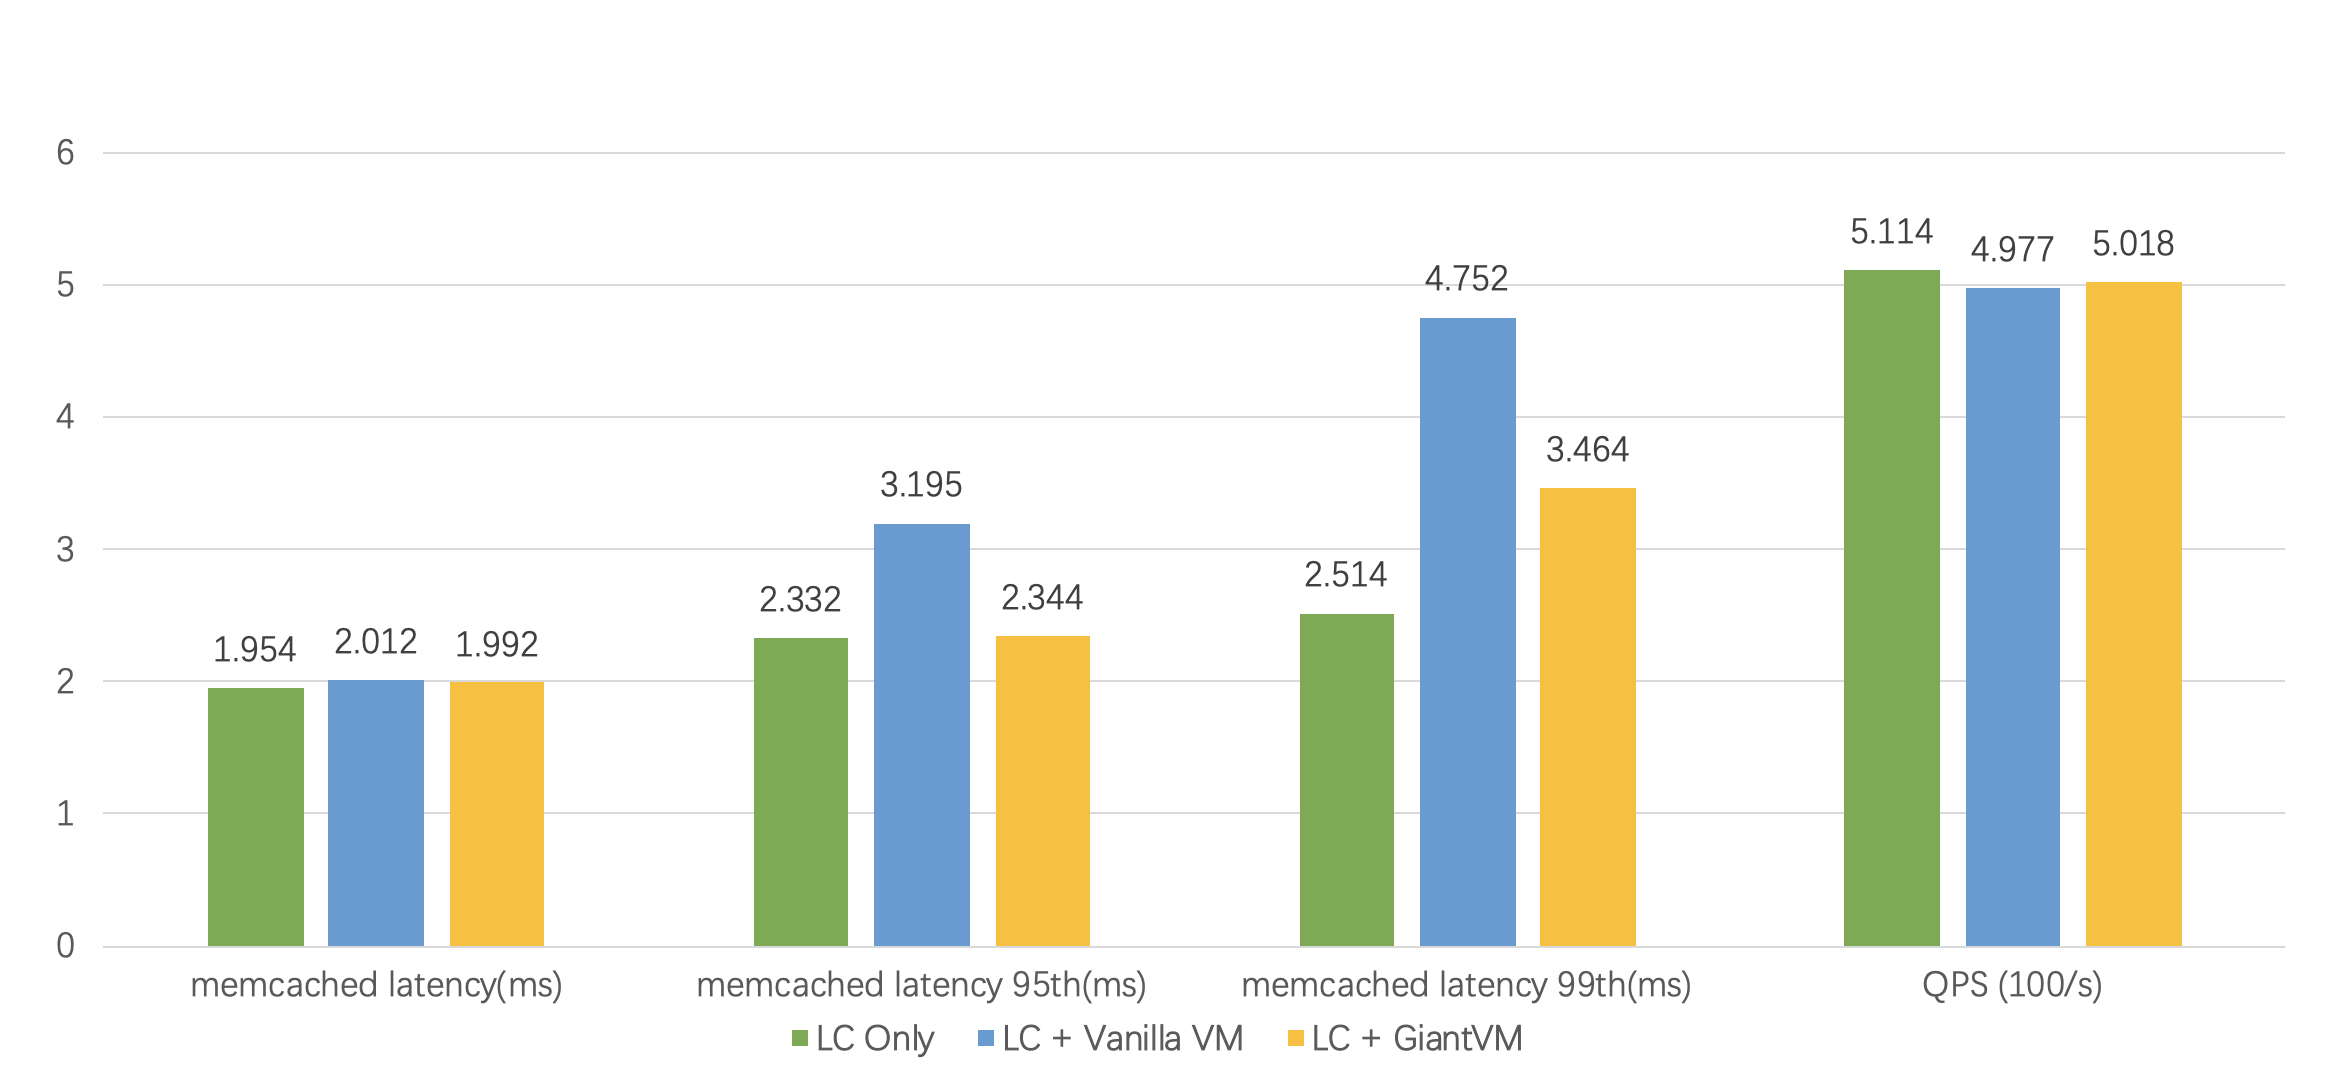 6
5.114
4.977
5.018
5
4.752
4
3.464
3.195
3
2.514
2.332
2.344
1.954
2.012
1.992
2
1
0
memcached latency(ms)
memcached latency 95th(ms)
memcached latency 99th(ms)
QPS (100/s)
LC Only
LC + Vanilla VM
LC + GiantVM